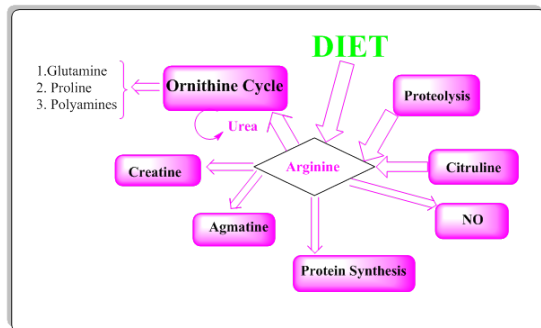 DIET
1.Glutamine
2. Proline
3. Polyamines
Ornithine Cycle
Proteolysis
Urea
Arginine
Creatine
Citruline
Agmatine
NO
Protein Synthesis